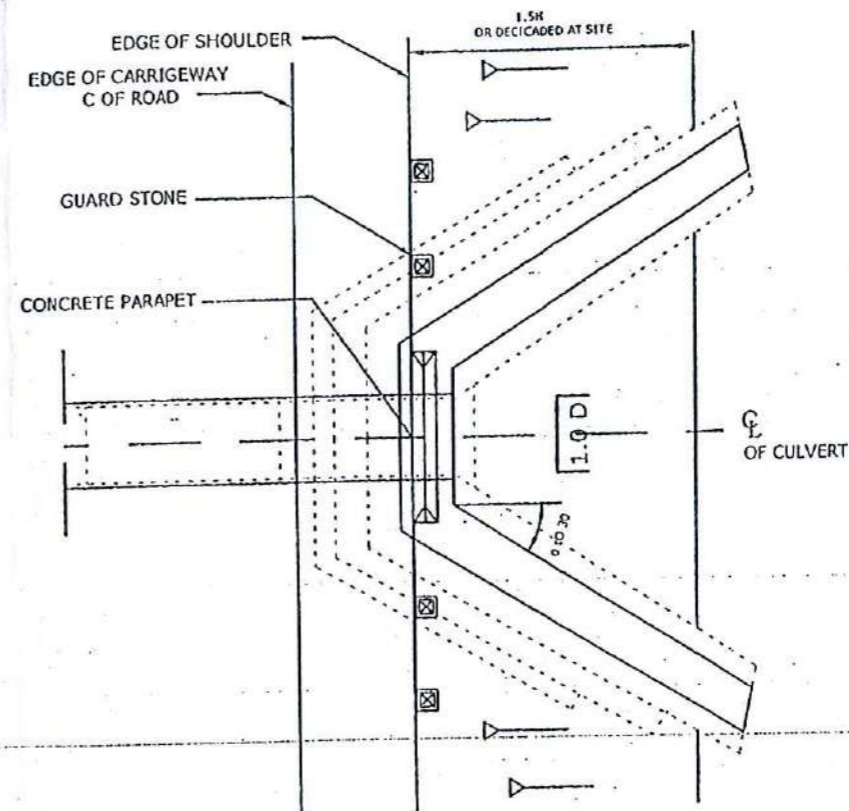 1.5H
OR DECICADED AT SITE
EDGE OF SHOULDER
EDGE OF CARRIGEWAY
C OF ROAD
GUARD STONE
CONCRETE PARAPET
1.0 D
℄
OF CULVERT
0 TO 30